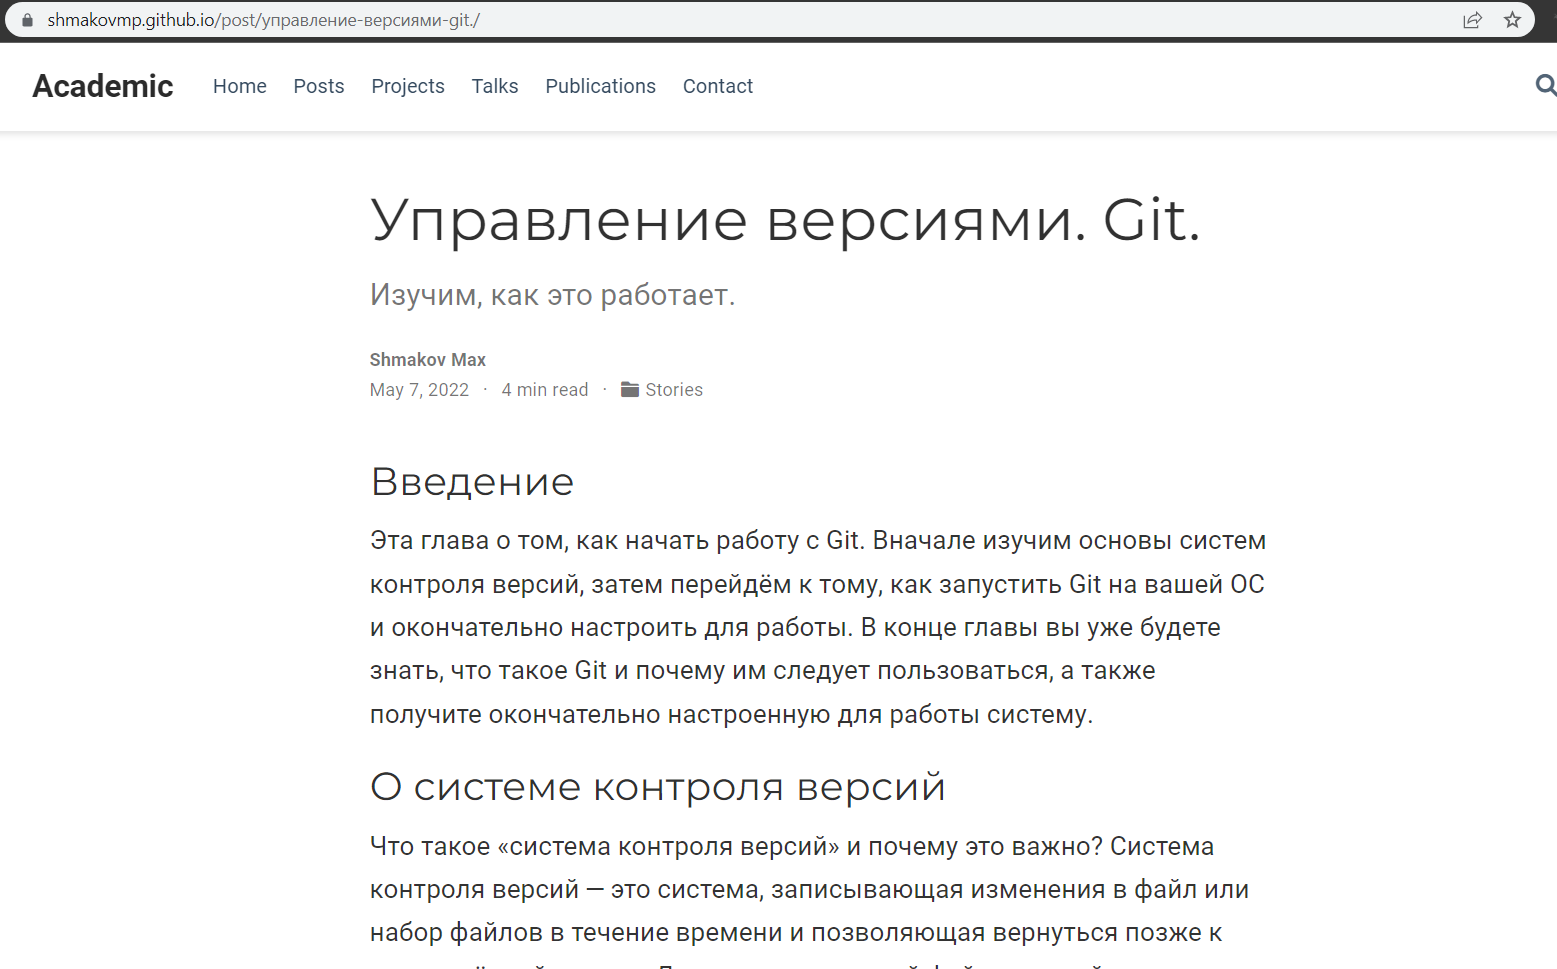 shmakovmp.github.io/post/управление-версиями-git./
Academic Home Posts Projects Talks Publications Contact
Управление версиями. Git.
Изучим, как это работает.
Shmakov Max
May 7, 2022 · 4 min read · Stories
Введение
Эта глава о том, как начать работу с Git. Вначале изучим основы систем
контроля версий, затем перейдём к тому, как запустить Git на вашей ОС
и окончательно настроить для работы. В конце главы вы уже будете
знать, что такое Git и почему им следует пользоваться, а также
получите окончательно настроенную для работы систему.
О системе контроля версий
Что такое «система контроля версий» и почему это важно? Система
контроля версий — это система, записывающая изменения в файл или
набор файлов в течение времени и позволяющая вернуться позже к